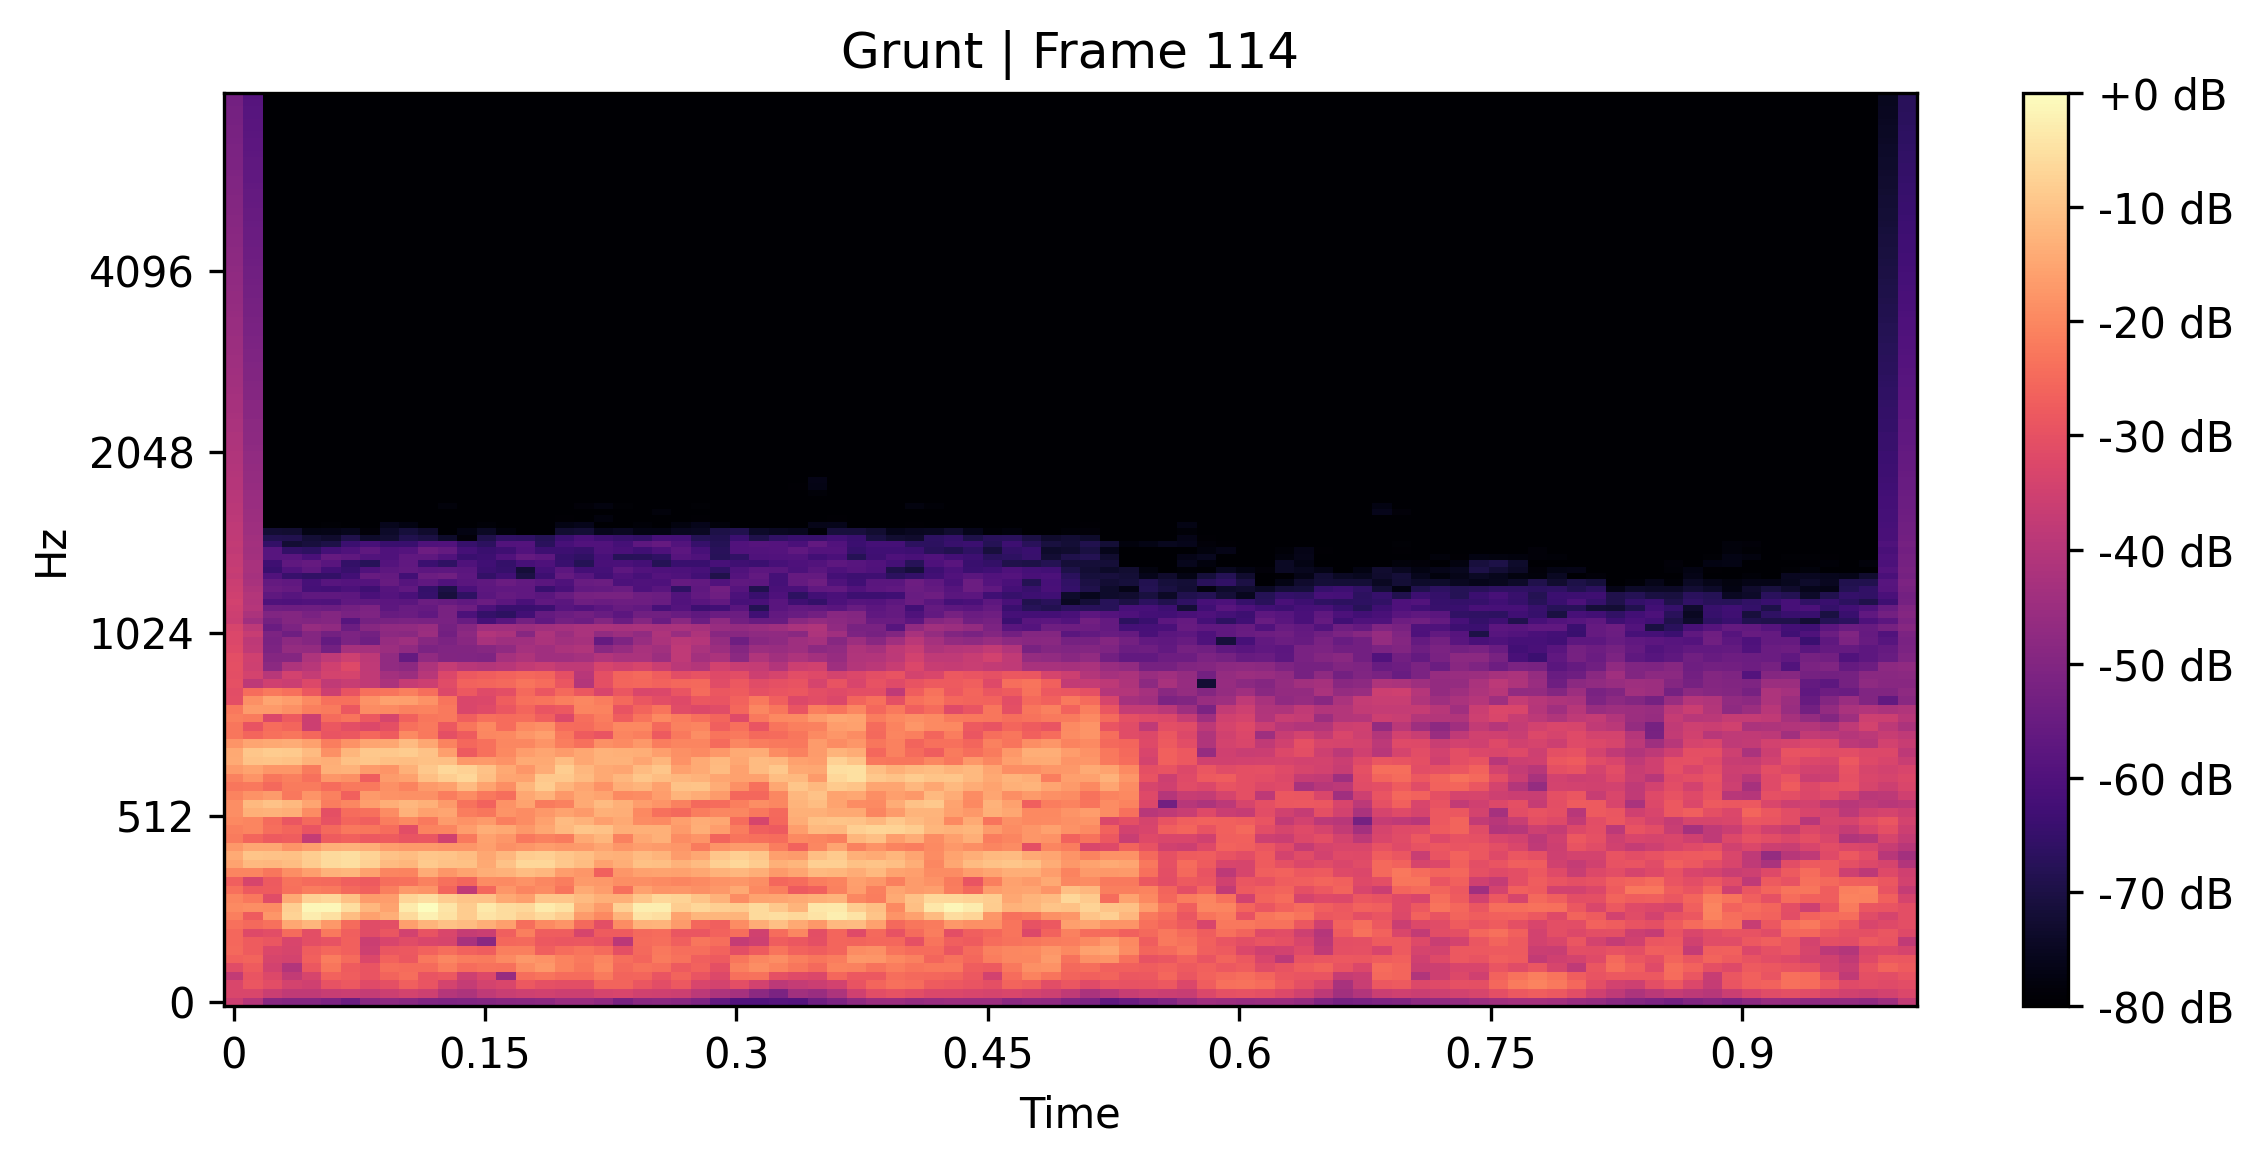 Grunt | Frame 114
+0 dB
-10 dB
-20 dB
-30 dB
-40 dB
-50 dB
-60 dB
-70 dB
-80 dB
Hz
4096
2048
1024
512
0
0 0.15 0.3 0.45 0.6 0.75 0.9
Time